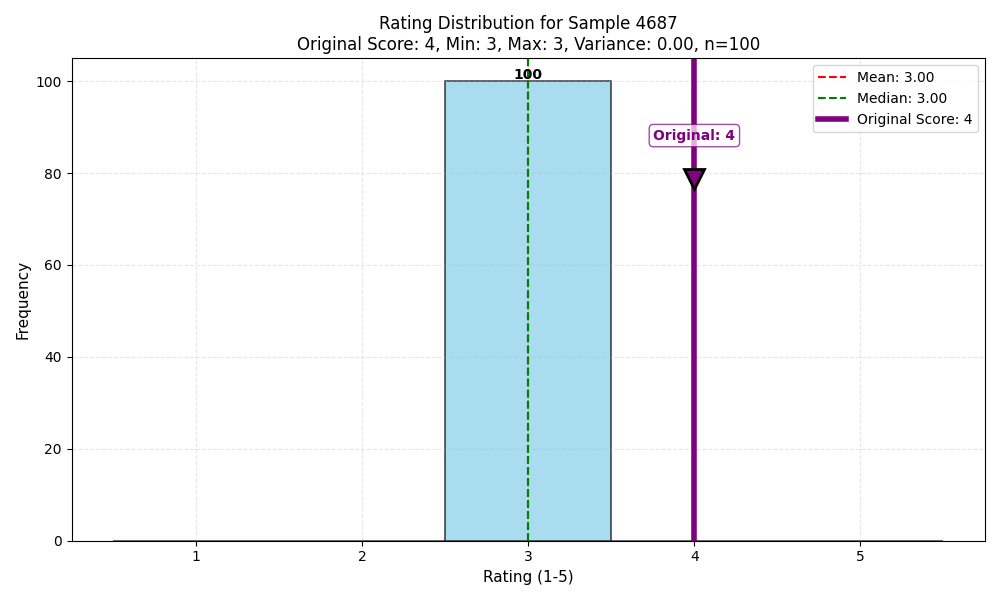 Rating Distribution for Sample 4687
Original Score: 4, Min: 3, Max: 3, Variance: 0.00, n=100
Mean: 3.00
Median: 3.00
Original Score: 4
100
Original: 4
Frequency
100
80
60
40
20
0
1 2 3 4 5
Rating (1-5)